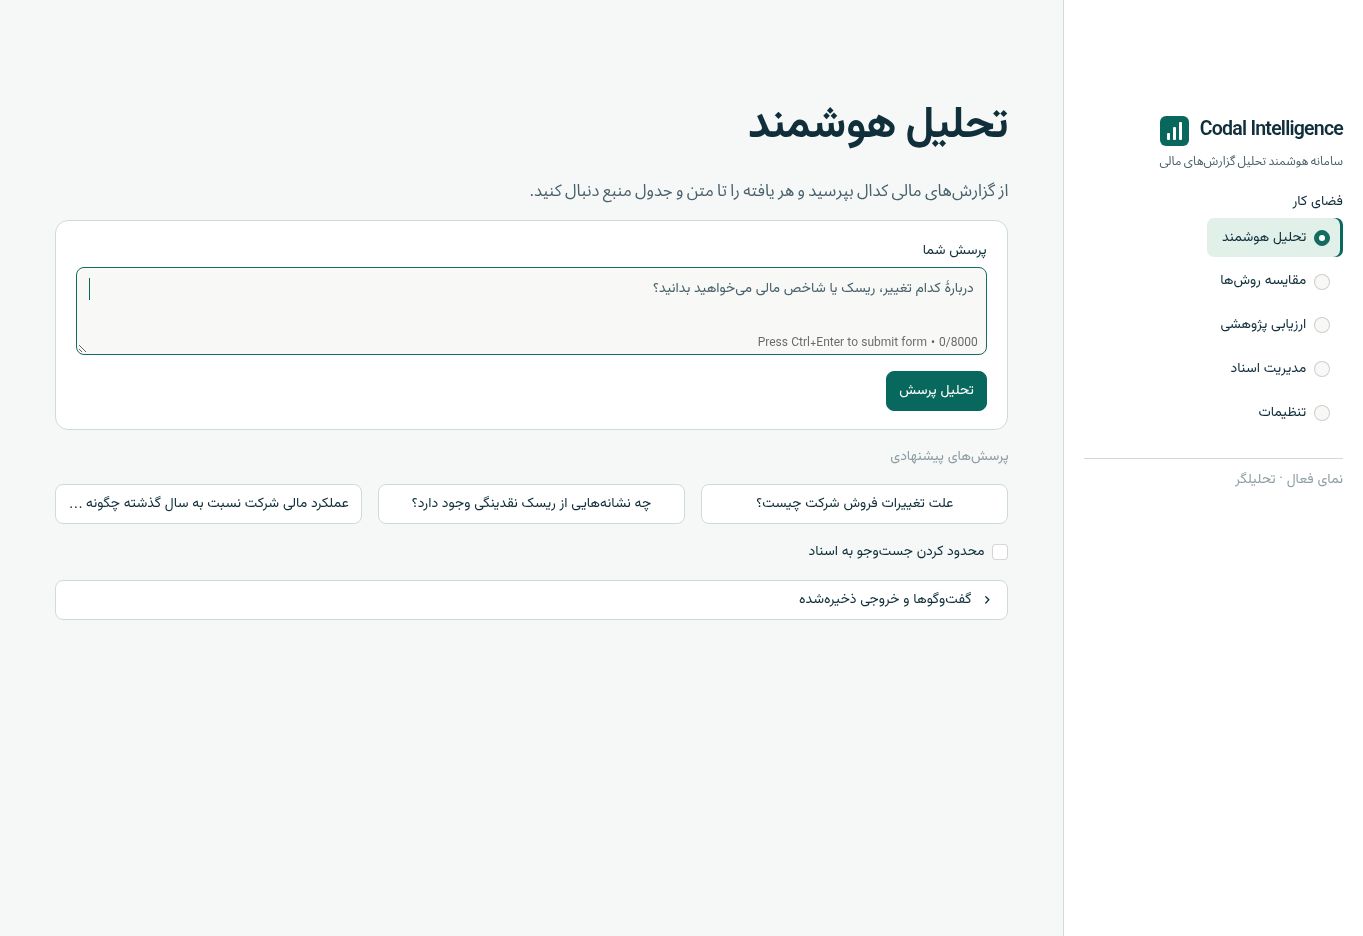 Codal Intelligence
سامانه هوشمند تحلیل گزارش‌های مالی
فضای کار
تحلیل هوشمند
مقایسه روش‌ها
ارزیابی پژوهشی
مدیریت اسناد
تنظیمات
نمای فعال · تحلیلگر
تحلیل هوشمند
از گزارش‌های مالی کدال بپرسید و هر یافته را تا متن و جدول منبع دنبال کنید.
پرسش شما
دربارهٔ کدام تغییر، ریسک یا شاخص مالی می‌خواهید بدانید؟
Press Ctrl+Enter to submit form • 0/8000
تحلیل پرسش
پرسش‌های پیشنهادی
علت تغییرات فروش شرکت چیست؟
چه نشانه‌هایی از ریسک نقدینگی وجود دارد؟
عملکرد مالی شرکت نسبت به سال گذشته چگونه ...
محدود کردن جست‌وجو به اسناد
گفت‌وگوها و خروجی ذخیره‌شده